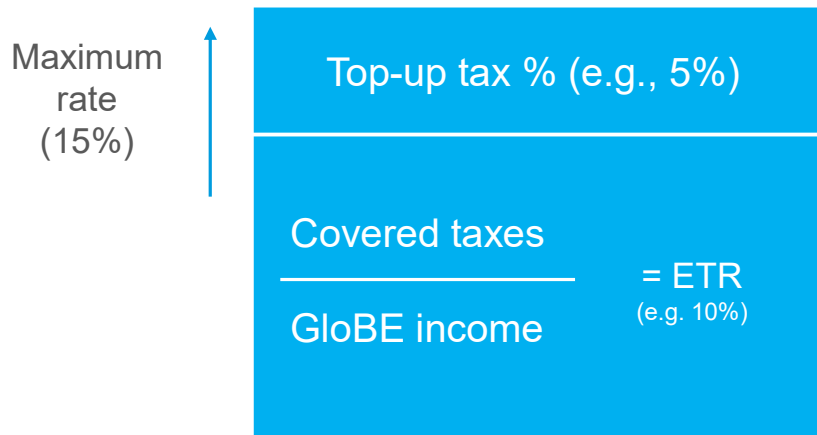 Maximum
rate
(15%)
Top-up tax % (e.g., 5%)
Covered taxes
GloBE income
= ETR
(e.g. 10%)